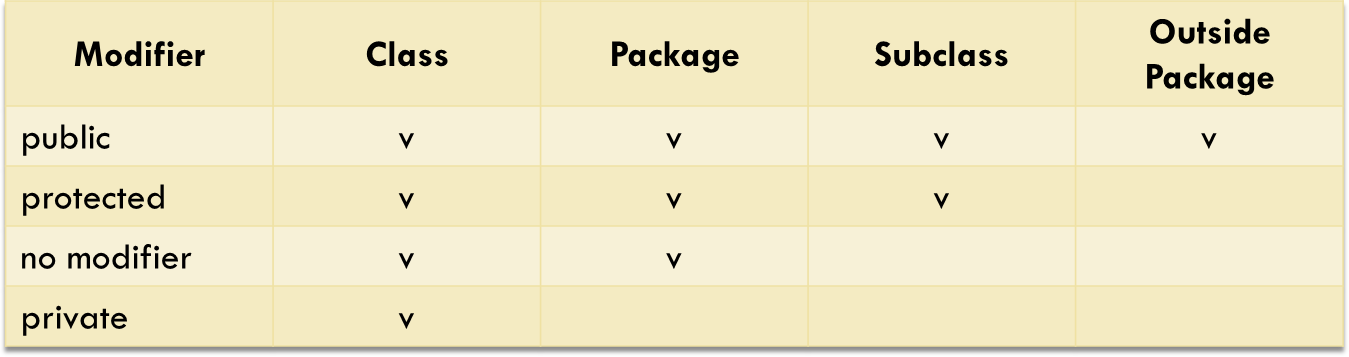 Modifier Class Package Subclass Outside Package
public v v v v
protected v v v
no modifier v v
private v